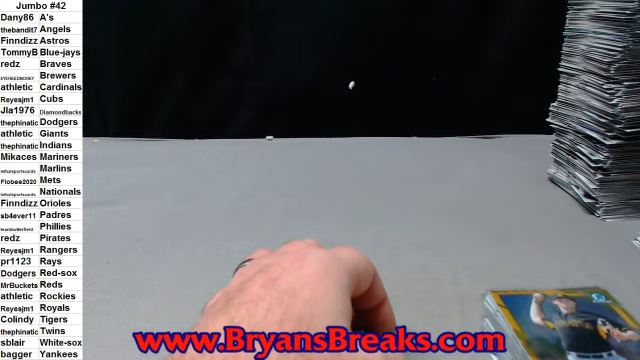 Jumbo #42
Dany86 A's
thebandit7 Angels
Finndizz Astros
TommyB Blue-jays
redz Braves
Brewers
athletic Cardinals
Reyesjm1 Cubs
Jla1976 Diamondbacks
thephinatic Dodgers
athletic Giants
thephinatic Indians
Mikaces Mariners
Marlins
Flobee2020 Mets
Nationals
Finndizz Orioles
sb4ever11 Padres
Phillies
redz Pirates
Reyesjm1 Rangers
pr1123 Rays
Dodgers Red-sox
MrBuckets Reds
athletic Rockies
Reyesjm1 Royals
Colindy Tigers
thephinatic Twins
sblair White-sox
bagger Yankees
www.BryansBreaks.com